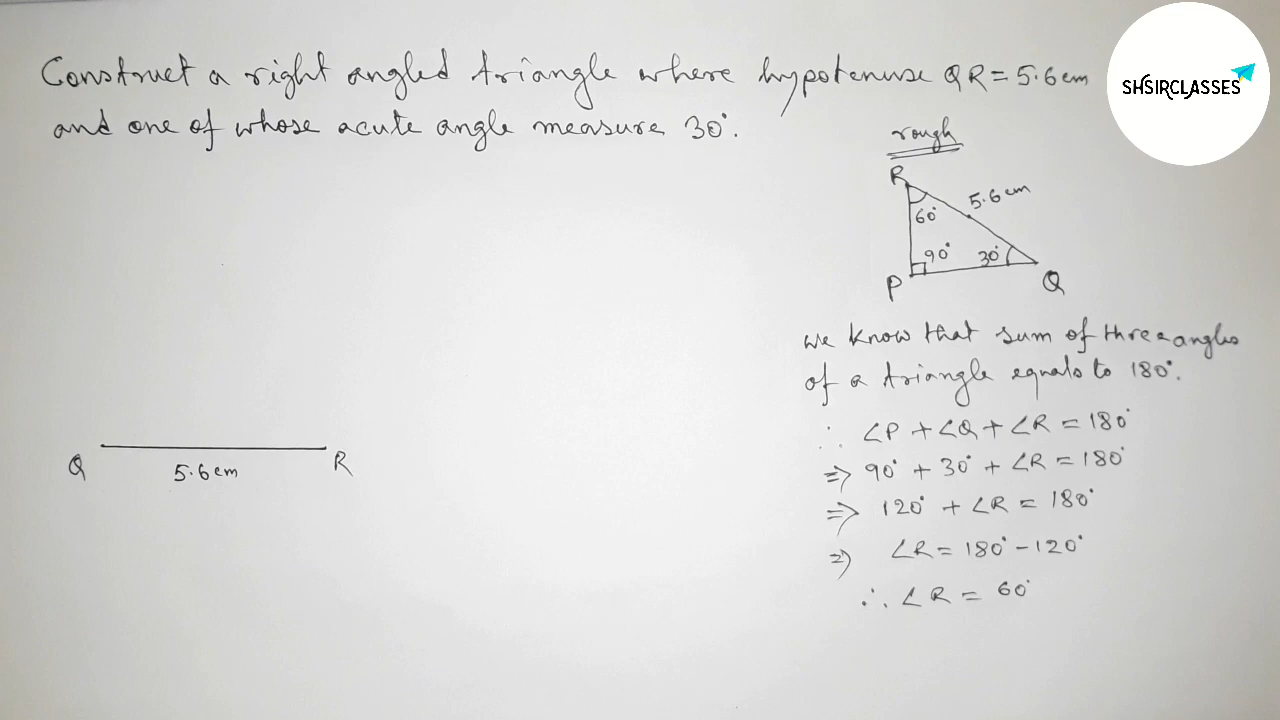 Construct a right angled triangle where hypotenuse QR = 5.6 cm
and one of whose acute angle measure 30°.
SHSIRCLASSES
rough
R
5.6 cm
60°
90°
30°
P
Q
we know that sum of three angles
of a triangle equals to 180°.
∴ ∠P + ∠Q + ∠R = 180°
⇒ 90° + 30° + ∠R = 180°
⇒ 120° + ∠R = 180°
⇒ ∠R = 180° - 120°
∴ ∠R = 60°
Q
5.6 cm
R